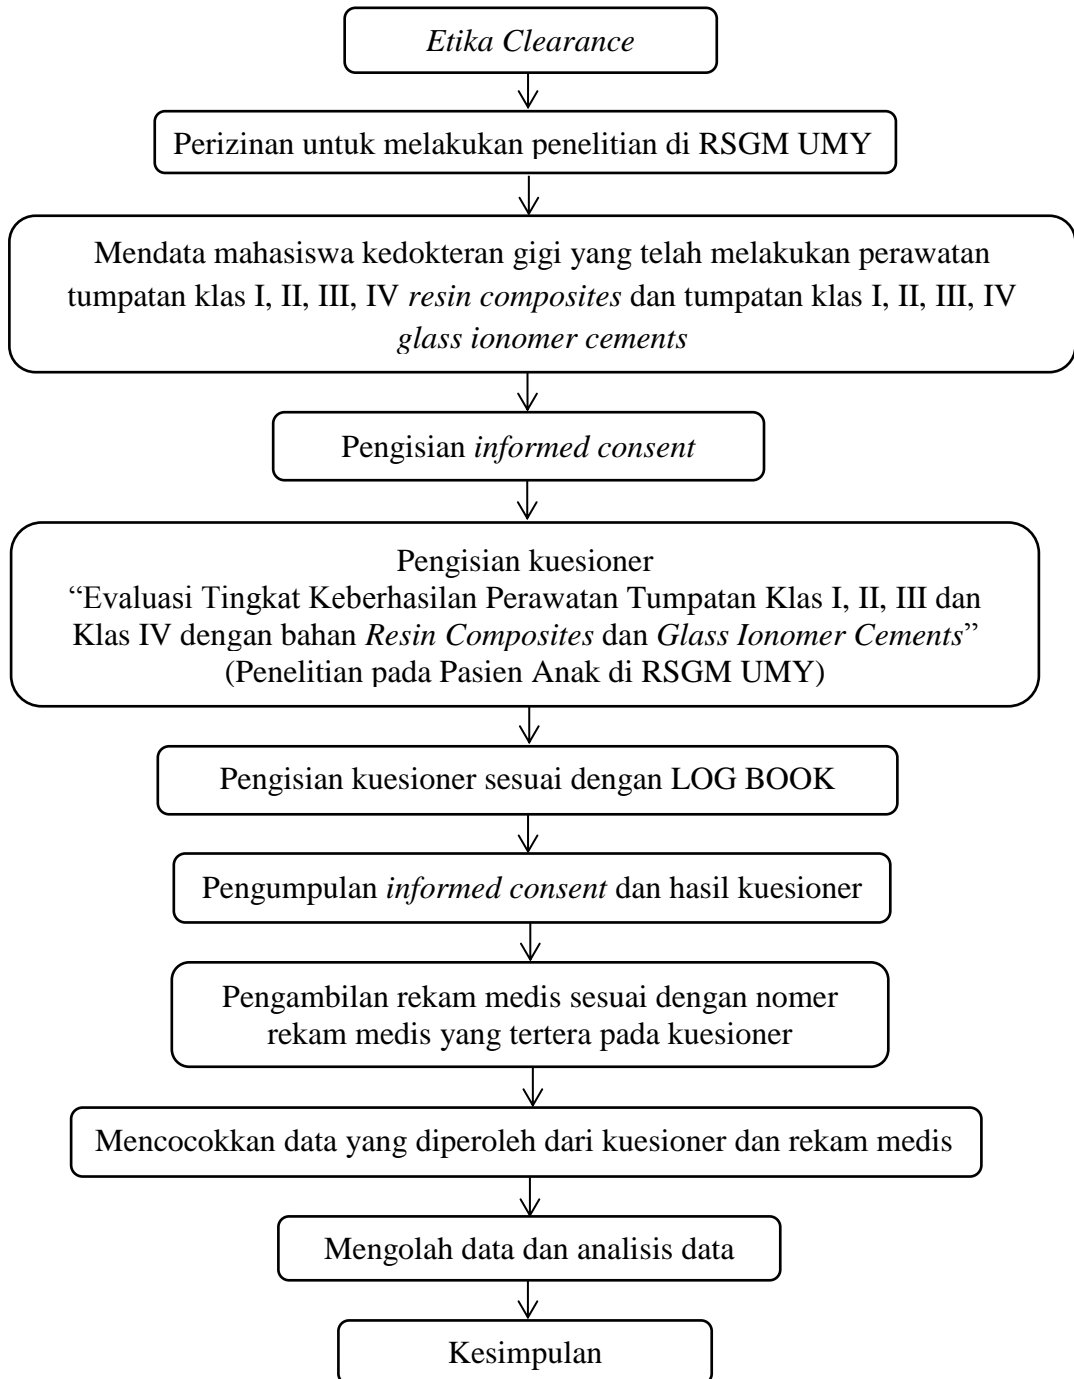 Etika Clearance
Perizinan untuk melakukan penelitian di RSGM UMY
Mendata mahasiswa kedokteran gigi yang telah melakukan perawatan
tumpatan klas I, II, III, IV resin composites dan tumpatan klas I, II, III, IV
glass ionomer cements
Pengisian informed consent
Pengisian kuesioner
“Evaluasi Tingkat Keberhasilan Perawatan Tumpatan Klas I, II, III dan
Klas IV dengan bahan Resin Composites dan Glass Ionomer Cements”
(Penelitian pada Pasien Anak di RSGM UMY)
Pengisian kuesioner sesuai dengan LOG BOOK
Pengumpulan informed consent dan hasil kuesioner
Pengambilan rekam medis sesuai dengan nomer
rekam medis yang tertera pada kuesioner
Mencocokkan data yang diperoleh dari kuesioner dan rekam medis
Mengolah data dan analisis data
Kesimpulan